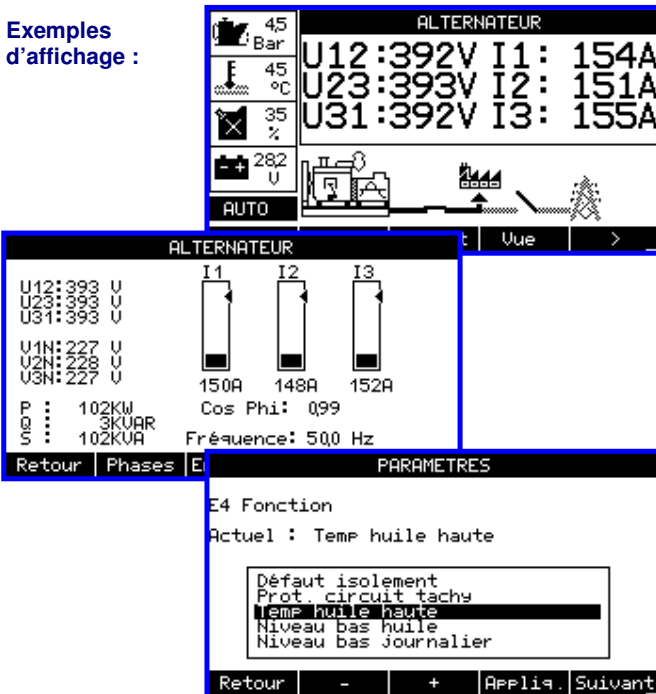 Exemples
d'affichage :
4,5
Bar
45
°C
35
%
28,2
V
AUTO
ALTERNATEUR
U12:392V I1: 154A
U23:393V I2: 151A
U31:392V I3: 155A
Vue >
ALTERNATEUR
U12:393 V
U23:393 V
U31:393 V
V1N:227 V
V2N:228 V
V3N:227 V
I1 I2 I3
150A 148A 152A
P : 102KW
Q : 3KVAR
S : 102KVA
Cos Phi: 0,99
Fréquence: 50,0 Hz
Retour Phases
PARAMETRES
E4 Fonction
Actuel : Temp huile haute
Défaut isolement
Prot. circuit tachy
Temp huile haute
Niveau bas huile
Niveau bas journalier
Retour - + Appliq. Suivant